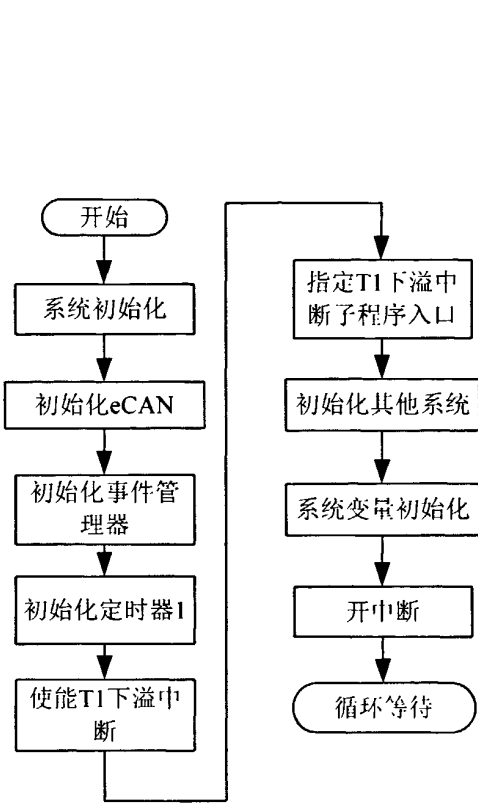 开始
系统初始化
初始化eCAN
初始化事件管
理器
初始化定时器1
使能T1下溢中
断
指定T1下溢中
断子程序入口
初始化其他系统
系统变量初始化
开中断
循环等待